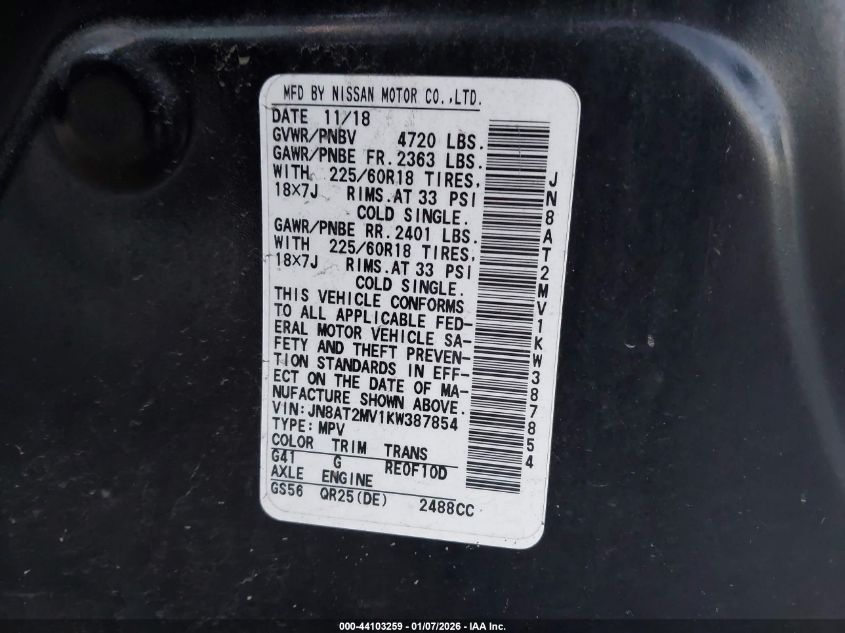 MFD BY NISSAN MOTOR CO.,LTD.
DATE 11/18
GVWR/PNBV 4720 LBS.
GAWR/PNBE FR.2363 LBS.
WITH 225/60R18 TIRES,
18X7J RIMS.AT 33 PSI
COLD SINGLE.
GAWR/PNBE RR.2401 LBS.
WITH 225/60R18 TIRES,
18X7J RIMS.AT 33 PSI
COLD SINGLE.
THIS VEHICLE CONFORMS
TO ALL APPLICABLE FED-
ERAL MOTOR VEHICLE SA-
FETY AND THEFT PREVEN-
TION STANDARDS IN EFF-
ECT ON THE DATE OF MA-
NUFACTURE SHOWN ABOVE.
VIN:JN8AT2MV1KW387854
TYPE:MPV
COLOR TRIM TRANS
G41 G RE0F10D
AXLE ENGINE
GS56 QR25(DE) 2488CC
JN8AT2MV1KW387854
000-44103259 - 01/07/2026 - IAA Inc.